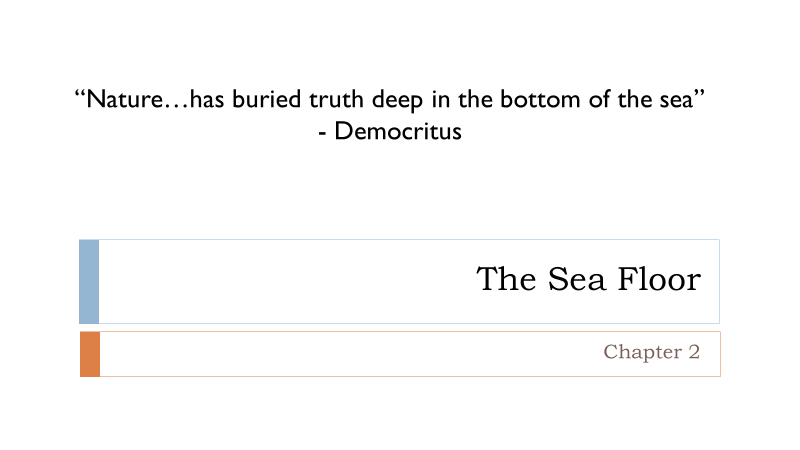 “Nature…has buried truth deep in the bottom of the sea”
- Democritus
The Sea Floor
Chapter 2